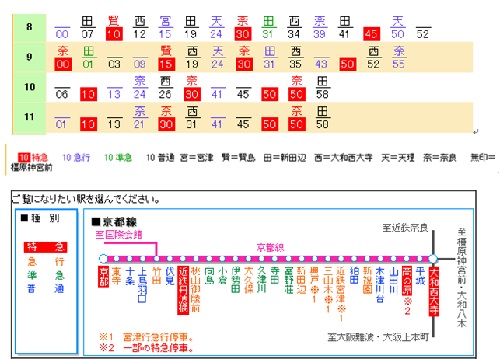 8 田 賢 西 宮 田 天 奈 田 西 奈 田 天
00 07 10 12 15 19 24 30 31 34 39 41 45 50 52
9 奈 田 賢 西 天 奈 田 西 西 奈
00 01 03 09 15 19 24 30 31 35 43 50 52 55
10 奈 西 奈 奈 田
06 10 13 24 26 30 41 45 50 50 58
11 奈 奈 西 田
01 10 13 21 30 31 41 45 50 50 58
10 特急 10 急行 10 準急 10 普通 宮=宮津 賢=賢島 田=新田辺 西=大和西大寺 天=天理 奈=奈良 無印=
橿原神宮前
ご覧になりたい駅を選んでください。
■種 別
特 急
急 行
準 急
普 通
■京都線
至国際会館
至近鉄奈良
京都線
京都
東寺
十条
上鳥羽口
竹田
伏見
近鉄丹波橋
桃山御陵前
向島
小倉
伊勢田
大久保
久津川
寺田
富野荘
新田辺
興戸※1
三山木※1
近鉄宮津※1
狛田
新祝園
木津川台
山田川
高の原※2
平城
大和西大寺
至橿原神宮前・大和八木
※1 宮津行急行停車。
※2 一部の特急停車。
至大阪難波・大阪上本町